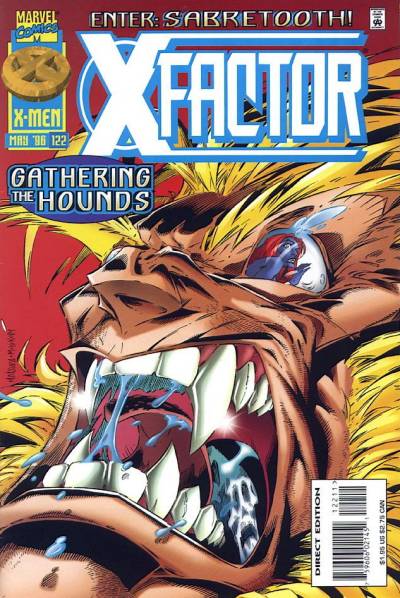 ENTER: SABRETOOTH!
MARVEL
COMICS
X-MEN
MAY '96 122
X FACTOR
GATHERING
THE HOUNDS
DIRECT EDITION
12211
$1.95 US $2.75 CAN